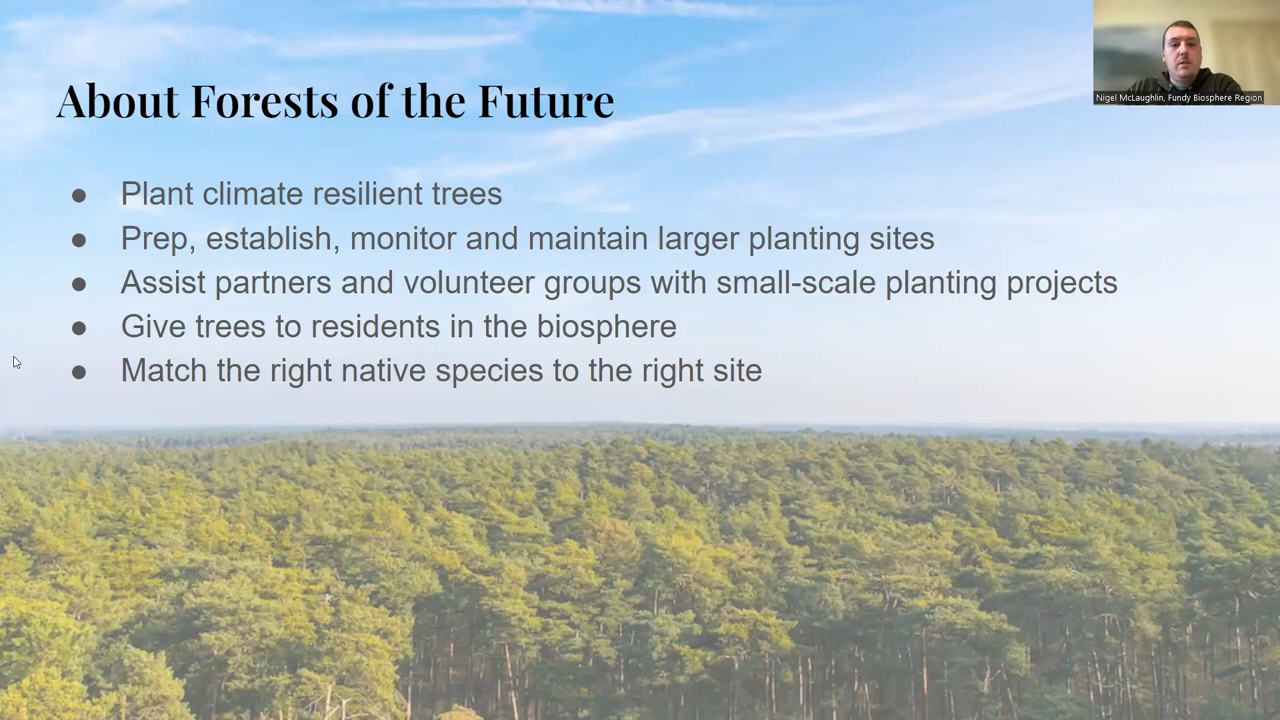 About Forests of the Future
Nigel McLaughlin, Fundy Biosphere Region
● Plant climate resilient trees
● Prep, establish, monitor and maintain larger planting sites
● Assist partners and volunteer groups with small-scale planting projects
● Give trees to residents in the biosphere
● Match the right native species to the right site